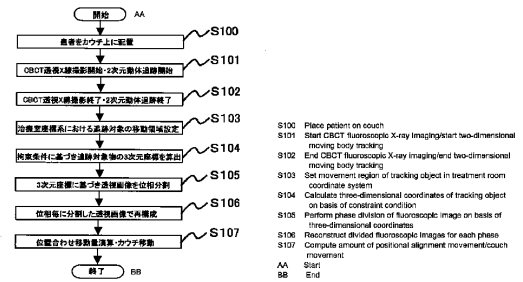 開始
AA
S100
患者をカウチ上に配置
S101
CBCT透視X線撮影開始・2次元動体追跡開始
S102
CBCT透視X線撮影終了・2次元動体追跡終了
S103
治療室座標系における追跡対象の移動領域設定
S104
拘束条件に基づき追跡対象物の3次元座標を算出
S105
3次元座標に基づき透視画像を位相分割
S106
位相毎に分割した透視画像で再構成
S107
位置合わせ移動量演算・カウチ移動
終了
BB
S100 Place patient on couch
S101 Start CBCT fluoroscopic X-ray imaging/start two-dimensional
moving body tracking
S102 End CBCT fluoroscopic X-ray imaging/end two-dimensional
moving body tracking
S103 Set movement region of tracking object in treatment room
coordinate system
S104 Calculate three-dimensional coordinates of tracking object
on basis of constraint condition
S105 Perform phase division of fluoroscopic image on basis of
three-dimensional coordinates
S106 Reconstruct divided fluoroscopic images for each phase
S107 Compute amount of positional alignment movement/couch
movement
AA Start
BB End